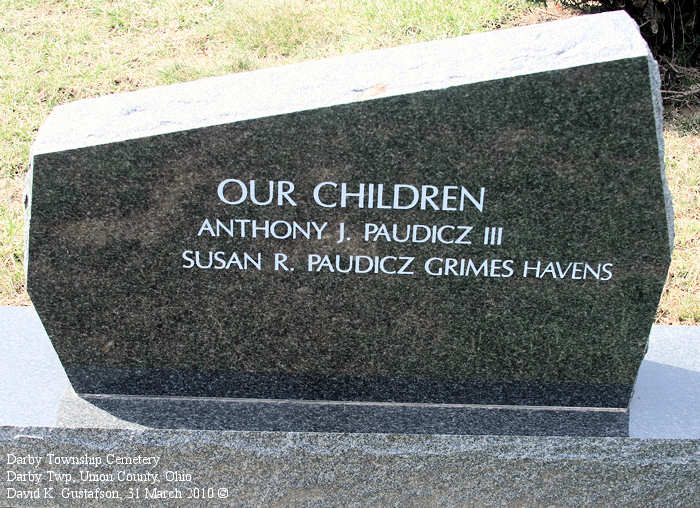 OUR CHILDREN
ANTHONY J. PAUDICZ III
SUSAN R. PAUDICZ GRIMES HAVENS
Darby Township Cemetery
Darby Twp, Union County, Ohio
David K. Gustafson, 31 March 2010 ©